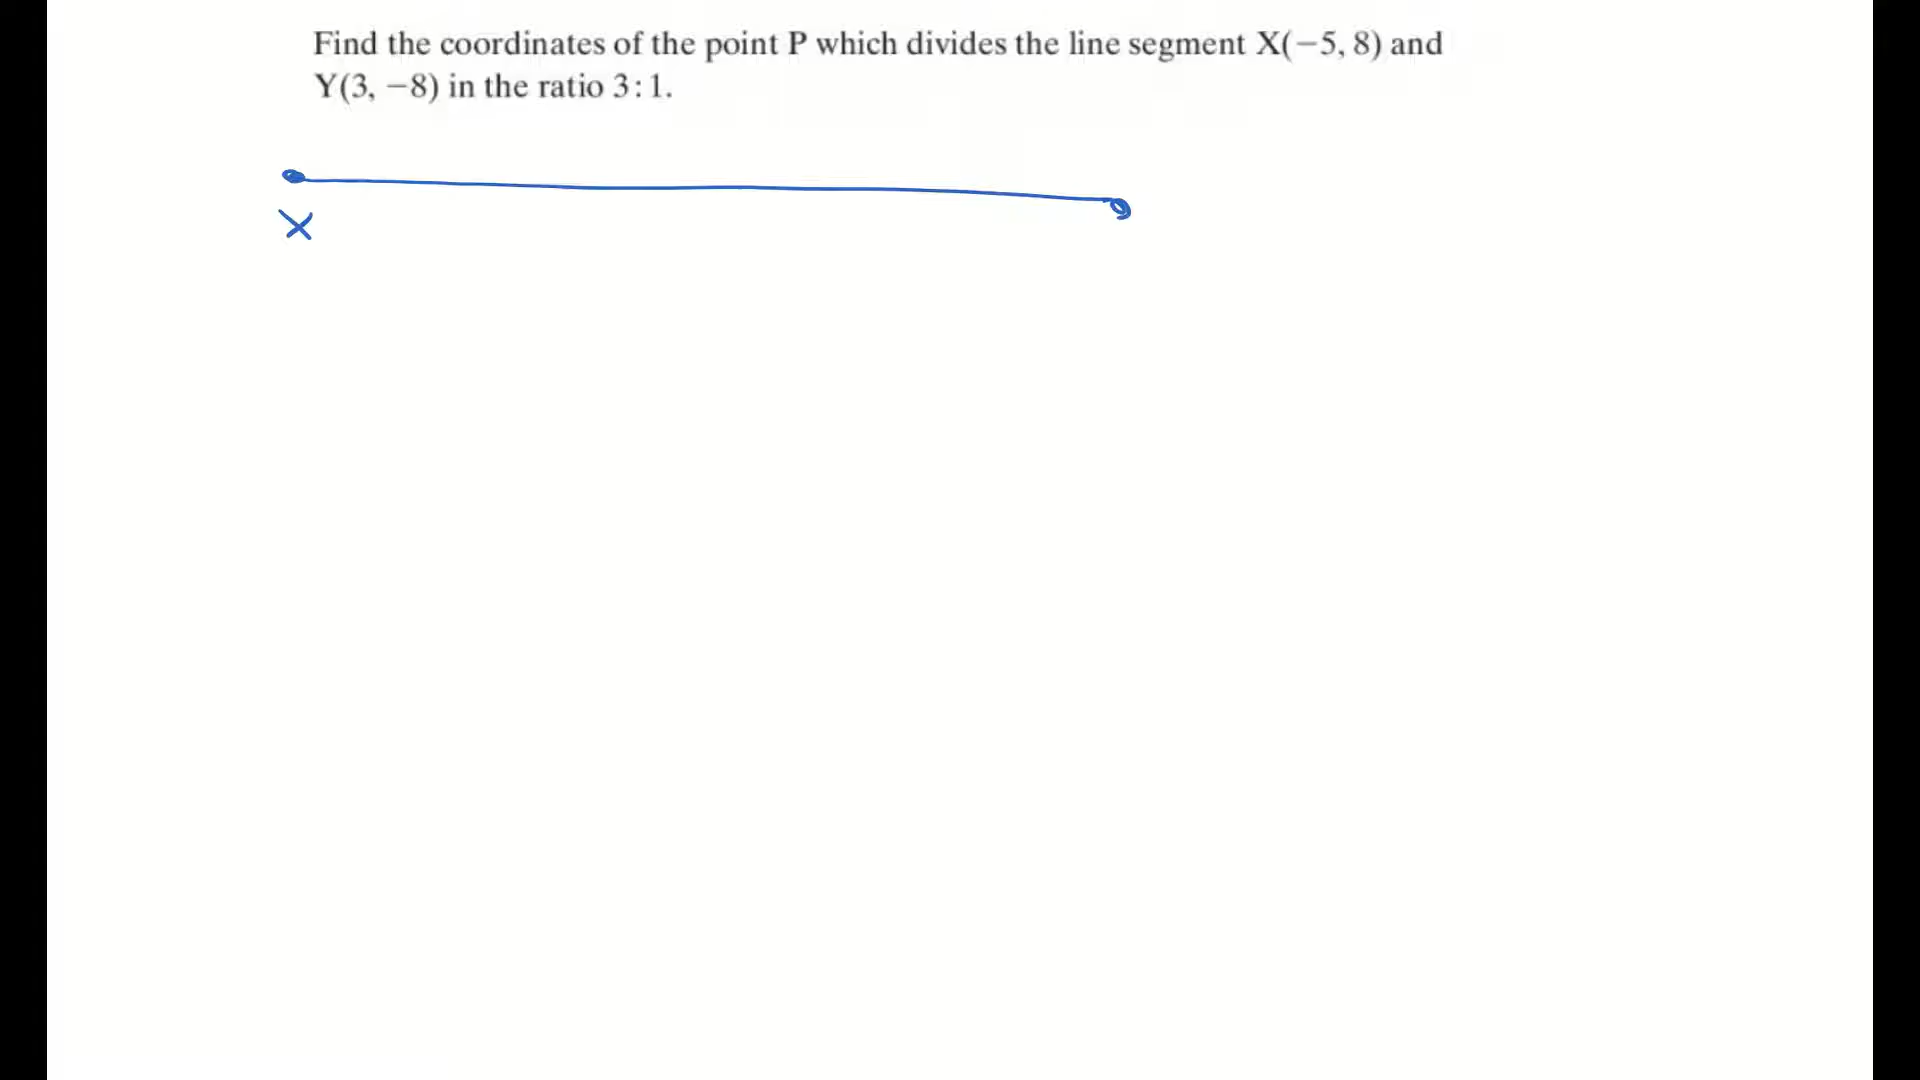 Find the coordinates of the point P which divides the line segment X(−5, 8) and
Y(3, −8) in the ratio 3 : 1.
X